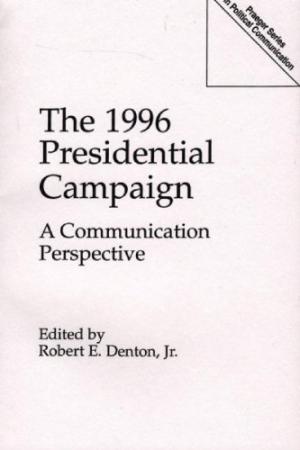 Praeger Series
in Political Communication
The 1996
Presidential
Campaign
A Communication
Perspective
Edited by
Robert E. Denton, Jr.